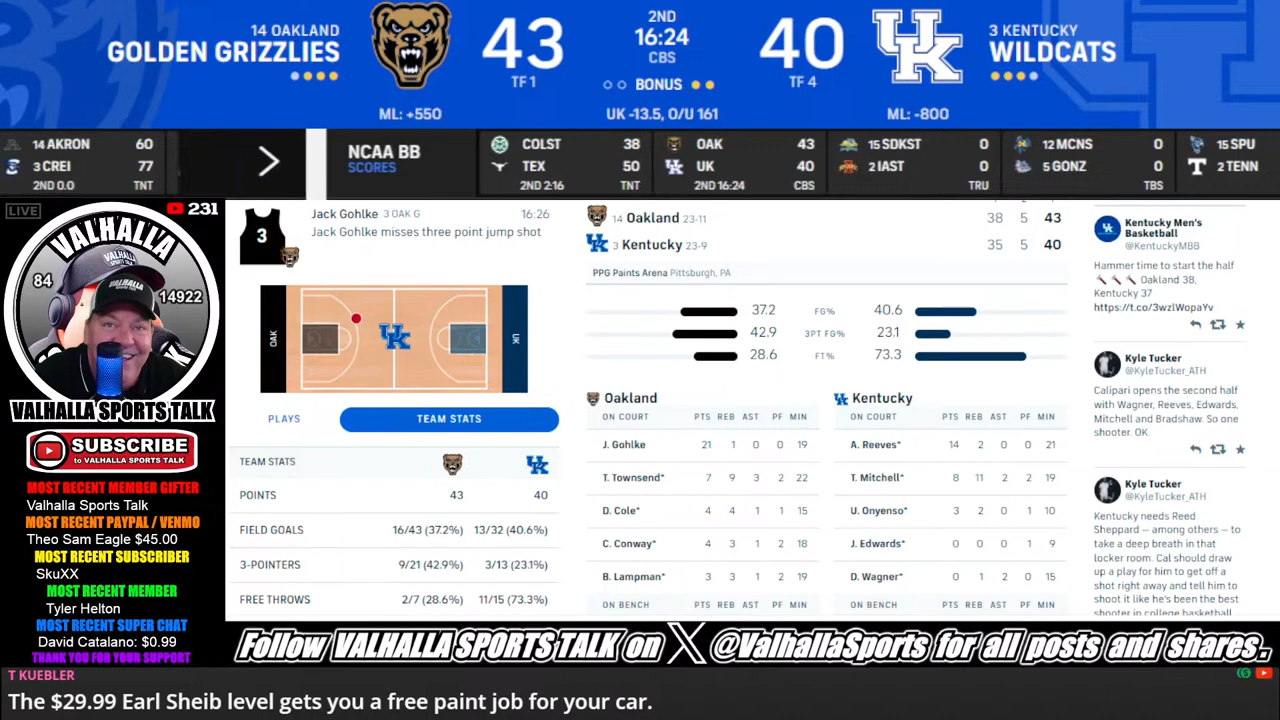 14 OAKLAND
GOLDEN GRIZZLIES
43
TF 1
ML: +550
2ND
16:24
CBS
BONUS
UK -13.5, O/U 161
40
TF 4
UK
3 KENTUCKY
WILDCATS
ML: -800
14 AKRON 60
3 CREI 77
2ND 0.0 TNT
NCAA BB
SCORES
COLST 38
TEX 50
2ND 2:16 TNT
OAK 43
UK 40
2ND 16:24 CBS
15 SDKST 0
2 IAST 0
TRU
12 MCNS 0
5 GONZ 0
TBS
15 SPU
2 TENN
LIVE
231
VALHALLA
84
14922
VALHALLA
VALHALLA SPORTS TALK
SUBSCRIBE
to VALHALLA SPORTS TALK
MOST RECENT MEMBER GIFTER
Valhalla Sports Talk
MOST RECENT PAYPAL / VENMO
Theo Sam Eagle $45.00
MOST RECENT SUBSCRIBER
SkuXX
MOST RECENT MEMBER
Tyler Helton
MOST RECENT SUPER CHAT
David Catalano: $0.99
THANK YOU FOR YOUR SUPPORT
3
Jack Gohlke 3 OAK G 16:26
Jack Gohlke misses three point jump shot
OAK
UK
UK
PLAYS
TEAM STATS
TEAM STATS
POINTS 43 40
FIELD GOALS 16/43 (37.2%) 13/32 (40.6%)
3-POINTERS 9/21 (42.9%) 3/13 (23.1%)
FREE THROWS 2/7 (28.6%) 11/15 (73.3%)
14 Oakland 23-11 38 5 43
3 Kentucky 23-9 35 5 40
PPG Paints Arena Pittsburgh, PA
37.2 FG% 40.6
42.9 3PT FG% 23.1
28.6 FT% 73.3
Oakland
ON COURT PTS REB AST PF MIN
J. Gohlke 21 1 0 0 19
T. Townsend* 7 9 3 2 22
D. Cole* 4 4 1 1 15
C. Conway* 4 3 1 2 18
B. Lampman* 3 3 1 2 19
ON BENCH PTS REB AST PF MIN
Kentucky
ON COURT PTS REB AST PF MIN
A. Reeves* 14 2 0 0 21
T. Mitchell* 8 11 2 2 19
U. Onyenso* 3 2 0 1 10
J. Edwards* 0 0 0 1 9
D. Wagner* 0 1 2 0 15
ON BENCH PTS REB AST PF MIN
Kentucky Men's
Basketball
@KentuckyMBB
Hammer time to start the half
Oakland 38,
Kentucky 37
https://t.co/3wzlWopaYv
Kyle Tucker
@KyleTucker_ATH
Calipari opens the second half
with Wagner, Reeves, Edwards,
Mitchell and Bradshaw. So one
shooter. OK.
Kyle Tucker
@KyleTucker_ATH
Kentucky needs Reed
Sheppard — among others — to
take a deep breath in that
locker room. Cal should draw
up a play for him to get off a
shot right away and tell him to
shoot it like he's been the best
shooter in college basketball
Follow VALHALLA SPORTS TALK on X @ValhallaSports for all posts and shares.
T KUEBLER
The $29.99 Earl Sheib level gets you a free paint job for your car.